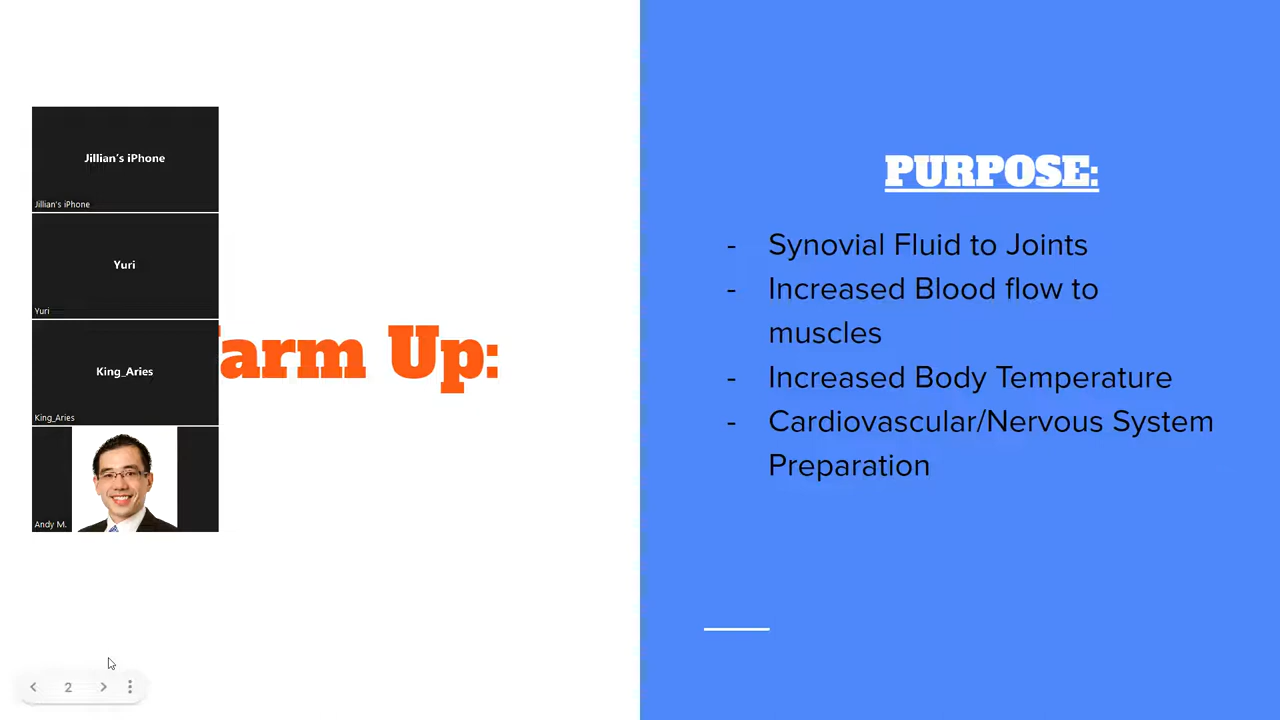 Jillian's iPhone
Jillian's iPhone
Yuri
Yuri
King_Aries
King_Aries
Andy M.
arm Up:
PURPOSE:
- Synovial Fluid to Joints
- Increased Blood flow to
muscles
- Increased Body Temperature
- Cardiovascular/Nervous System
Preparation
2